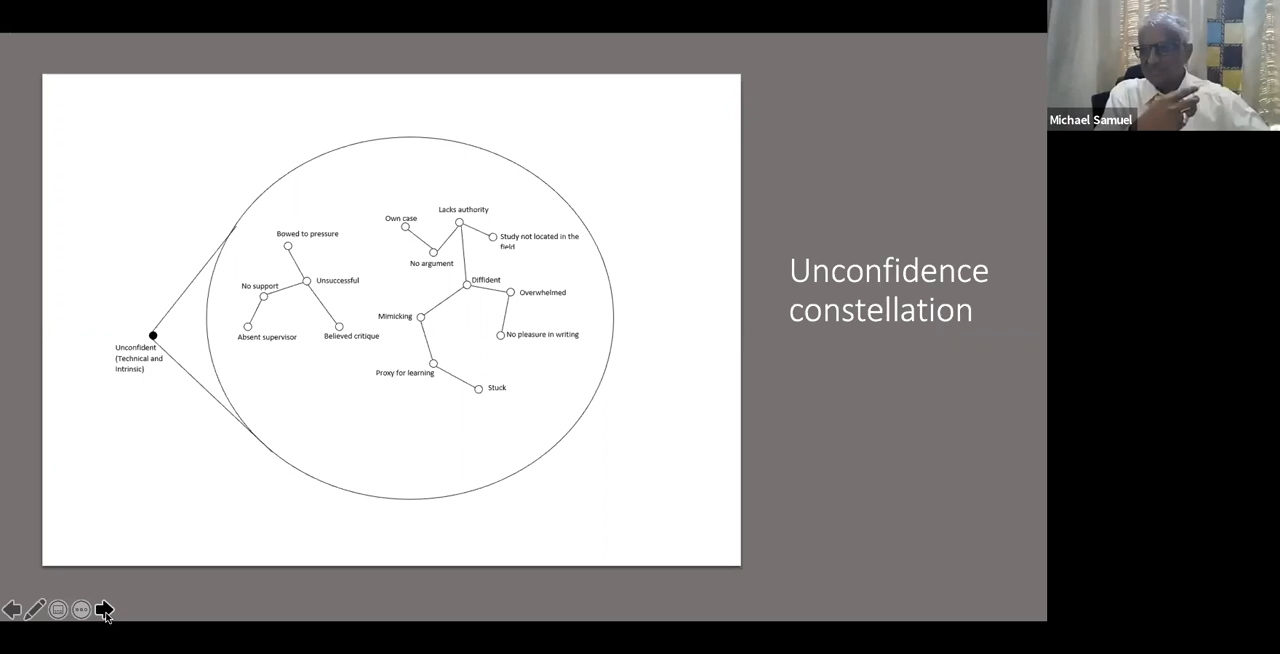 Michael Samuel
Own case
Lacks authority
Bowed to pressure
Study not located in the
field
No argument
Unsuccessful
Diffident
No support
Overwhelmed
Mimicking
Absent supervisor
Believed critique
No pleasure in writing
Unconfident
(Technical and
Intrinsic)
Proxy for learning
Stuck
Unconfidence
constellation